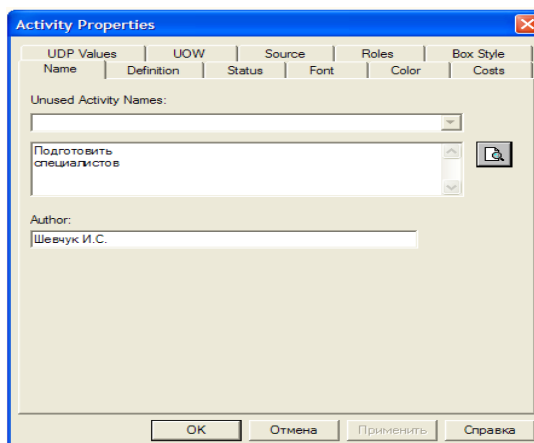 Activity Properties
UDP Values UOW Source Roles Box Style
Name Definition Status Font Color Costs
Unused Activity Names:
Подготовить
специалистов
Author:
Шевчук И.С.
OK Отмена Применить Справка